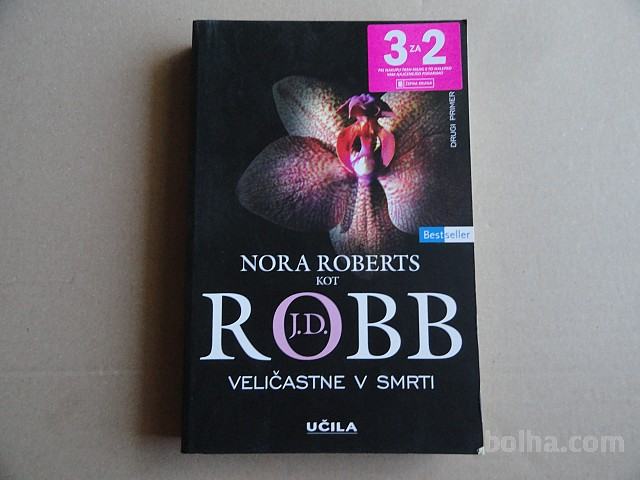 3 ZA 2
DRUGI PRIMER
Bestseller
NORA ROBERTS
KOT
J.D.
ROBB
VELIČASTNE V SMRTI
UČILA
bolha.com